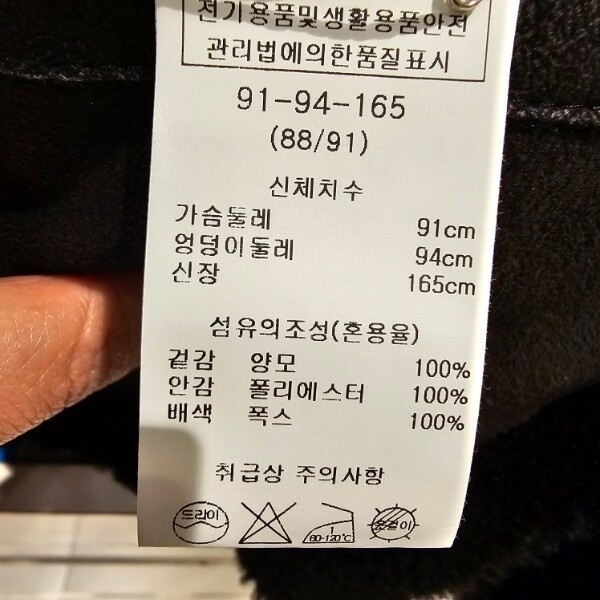 전기용품및생활용품안전
관리법에의한품질표시
91-94-165
(88/91)
신체치수
가슴둘레 91cm
엉덩이둘레 94cm
신장 165cm
섬유의조성(혼용율)
겉감 양모 100%
안감 폴리에스터 100%
배색 폭스 100%
취급상 주의사항
드라이 80-120℃ 옷걸이